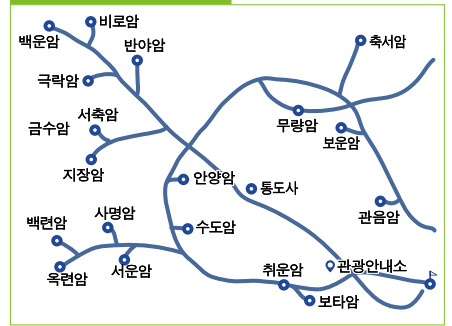 비로암
백운암
반야암
축서암
극락암
서축암
금수암
무량암
보운암
지장암
안양암
통도사
사명암
백련암
수도암
관음암
취운암
관광안내소
옥련암
서운암
보타암